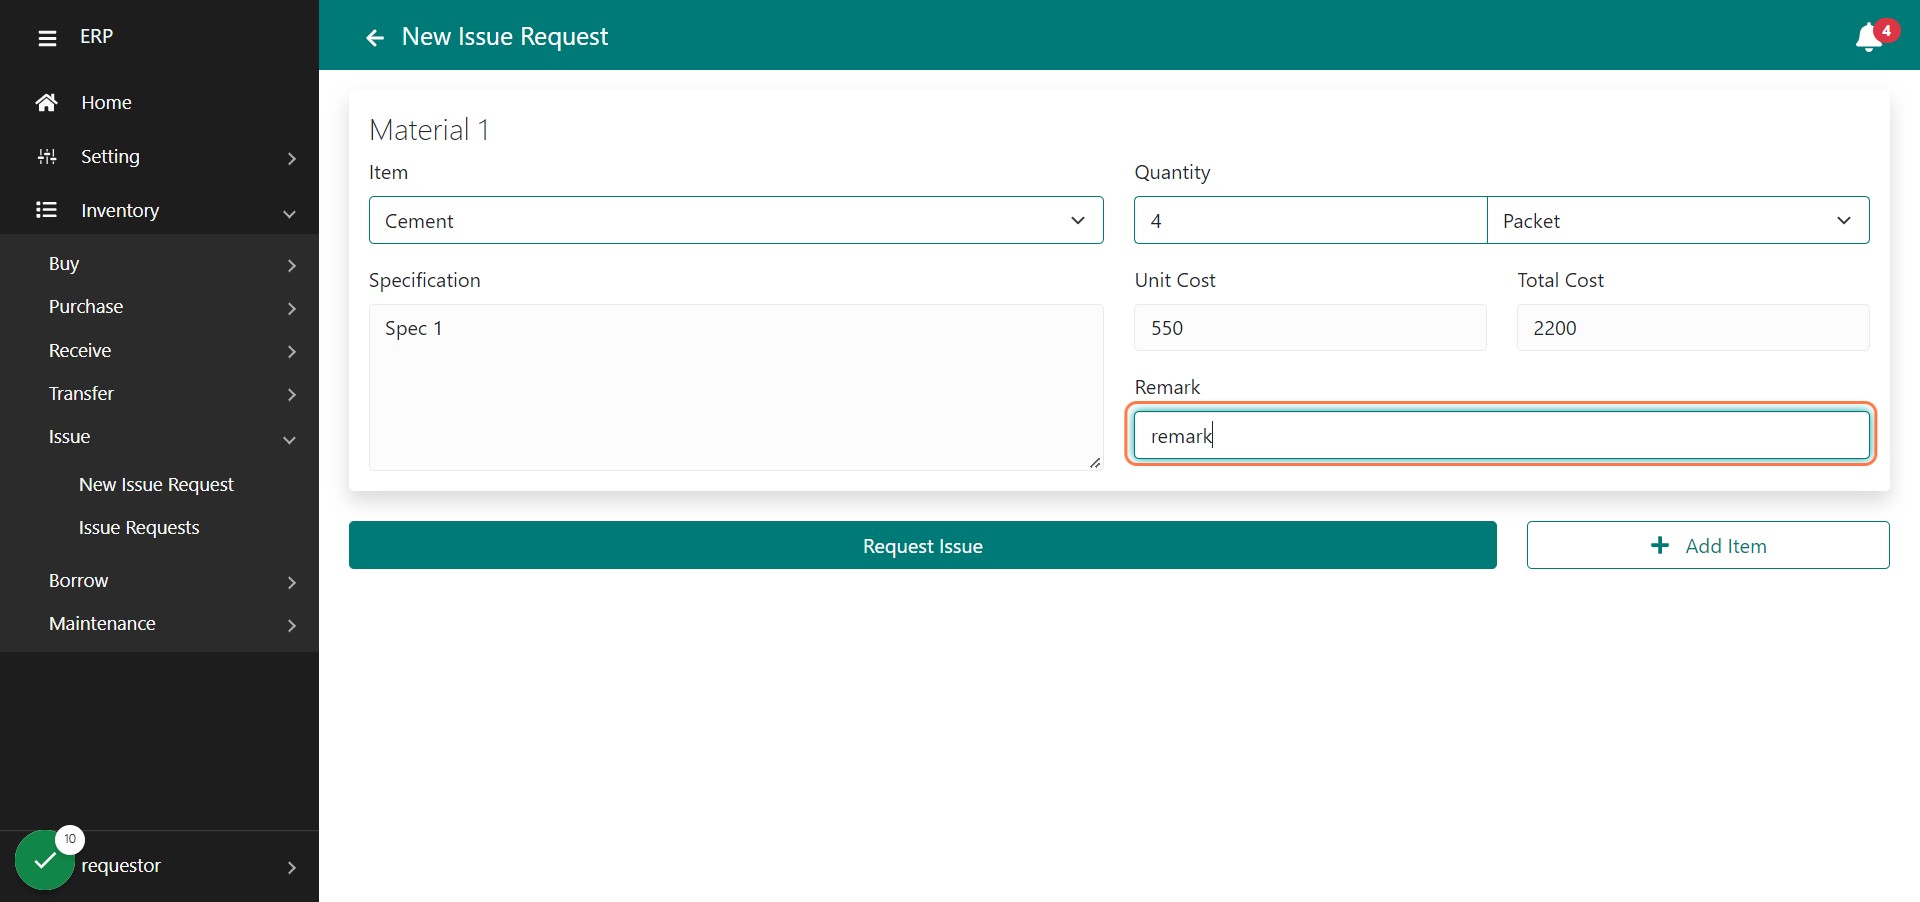 ERP
New Issue Request
4
Home
Setting
Inventory
Buy
Purchase
Receive
Transfer
Issue
New Issue Request
Issue Requests
Borrow
Maintenance
10
requestor
Material 1
Item
Quantity
Cement
4
Packet
Specification
Unit Cost
Total Cost
Spec 1
550
2200
Remark
remark
Request Issue
Add Item